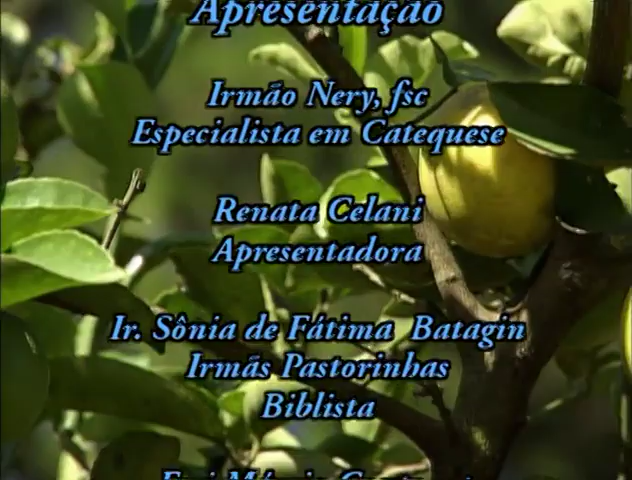 Apresentação
Irmão Nery, fsc
Especialista em Catequese
Renata Celani
Apresentadora
Ir. Sônia de Fátima Batagin
Irmãs Pastorinhas
Biblista